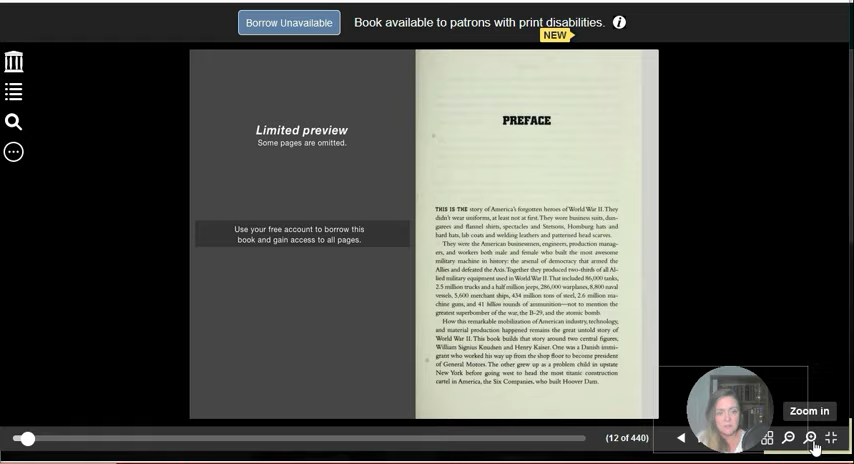 Borrow Unavailable
Book available to patrons with print disabilities.
NEW
Limited preview
Some pages are omitted.
Use your free account to borrow this
book and gain access to all pages.
PREFACE
THIS IS THE story of America's forgotten heroes of World War II. They
didn't wear uniforms, at least not at first. They wore business suits, dun-
garees and flannel shirts, spectacles and Stetsons, Homburg hats and
hard hats, lab coats and welding leathers and patterned head scarves.
They were the American businessmen, engineers, production manag-
ers, and workers both male and female who built the most awesome
military machine in history: the arsenal of democracy that armed the
Allies and defeated the Axis. Together they produced two-thirds of all Al-
lied military equipment used in World War II. That included 86,000 tanks,
2.5 million trucks and a half million jeeps, 286,000 warplanes, 8,800 naval
vessels, 5,600 merchant ships, 434 million tons of steel, 2.6 million ma-
chine guns, and 41 billion rounds of ammunition—not to mention the
greatest superbomber of the war, the B-29, and the atomic bomb.
How this remarkable mobilization of American industry, technology,
and material production happened remains the great untold story of
World War II. This book builds that story around two central figures,
William Signius Knudsen and Henry Kaiser. One was a Danish immi-
grant who worked his way up from the shop floor to become president
of General Motors. The other grew up as a problem child in upstate
New York before going west to head the most titanic construction
cartel in America, the Six Companies, who built Hoover Dam.
Zoom in
(12 of 440)